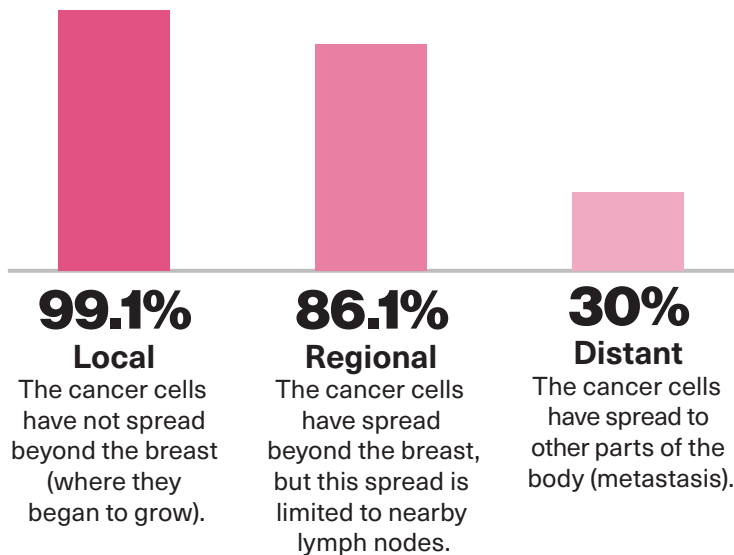 99.1%
Local
The cancer cells
have not spread
beyond the breast
(where they
began to grow).
86.1%
Regional
The cancer cells
have spread
beyond the breast,
but this spread is
limited to nearby
lymph nodes.
30%
Distant
The cancer cells
have spread to
other parts of the
body (metastasis).